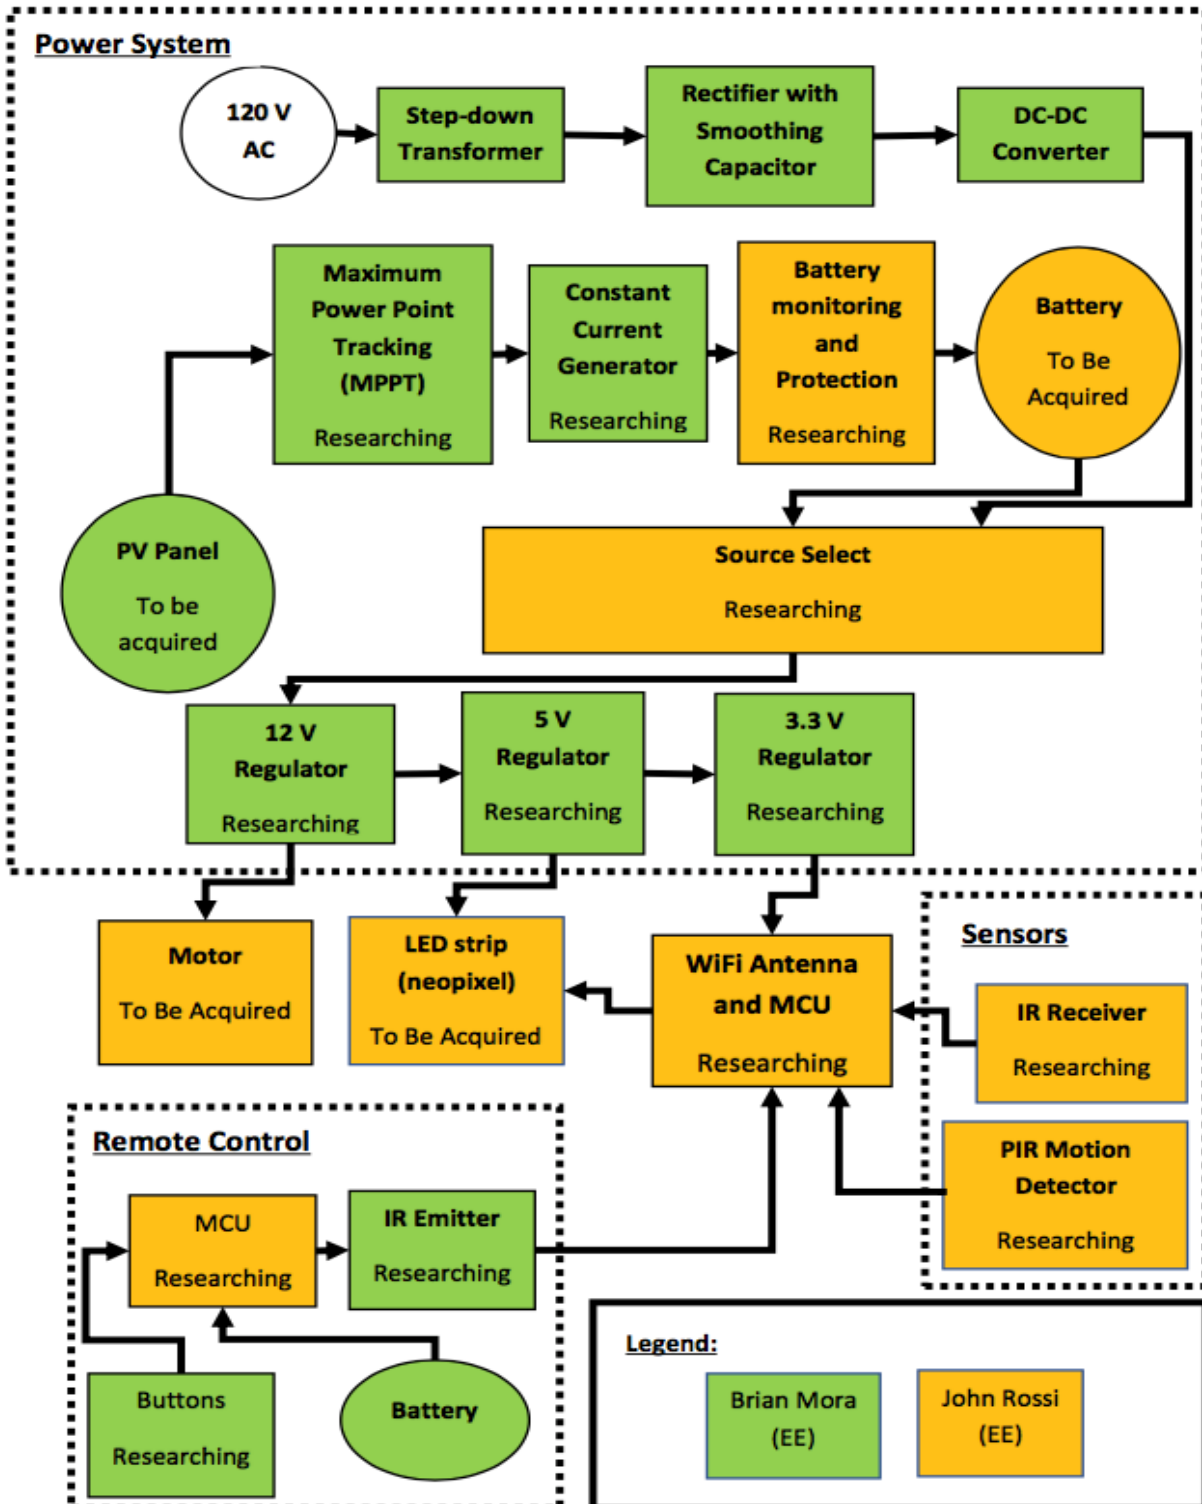 Power System
120 V
AC
Step-down
Transformer
Rectifier with
Smoothing
Capacitor
DC-DC
Converter
Maximum
Power Point
Tracking
(MPPT)
Researching
Constant
Current
Generator
Researching
Battery
monitoring
and
Protection
Researching
Battery
To Be
Acquired
PV Panel
To be
acquired
Source Select
Researching
12 V
Regulator
Researching
5 V
Regulator
Researching
3.3 V
Regulator
Researching
Motor
To Be Acquired
LED strip
(neopixel)
To Be Acquired
WiFi Antenna
and MCU
Researching
Sensors
IR Receiver
Researching
PIR Motion
Detector
Researching
Remote Control
MCU
Researching
IR Emitter
Researching
Buttons
Researching
Battery
Legend:
Brian Mora
(EE)
John Rossi
(EE)